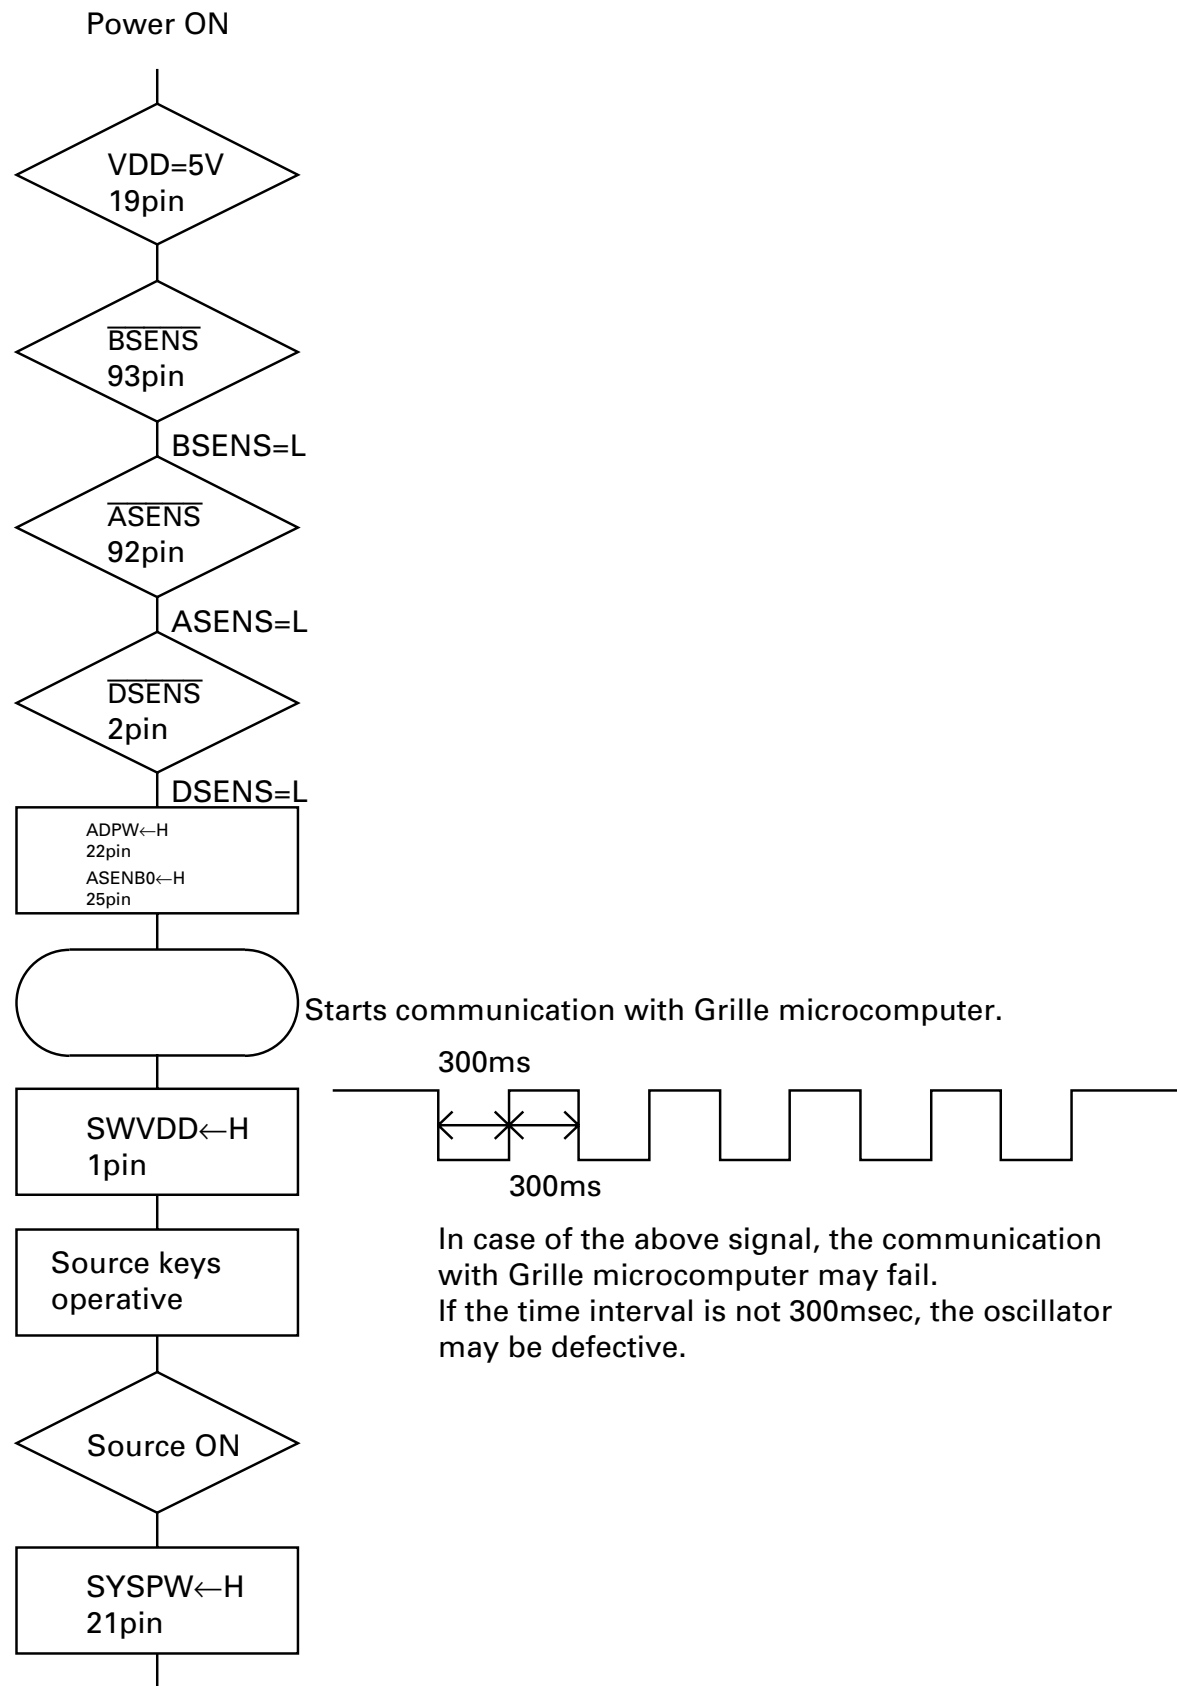 Power ON
VDD=5V
19pin
BSENS
93pin
BSENS=L
ASENS
92pin
ASENS=L
DSENS
2pin
DSENS=L
ADPW←H
22pin
ASENB0←H
25pin
Starts communication with Grille microcomputer.
300ms
SWVDD←H
1pin
300ms
Source keys
operative
In case of the above signal, the communication
with Grille microcomputer may fail.
If the time interval is not 300msec, the oscillator
may be defective.
Source ON
SYSPW←H
21pin